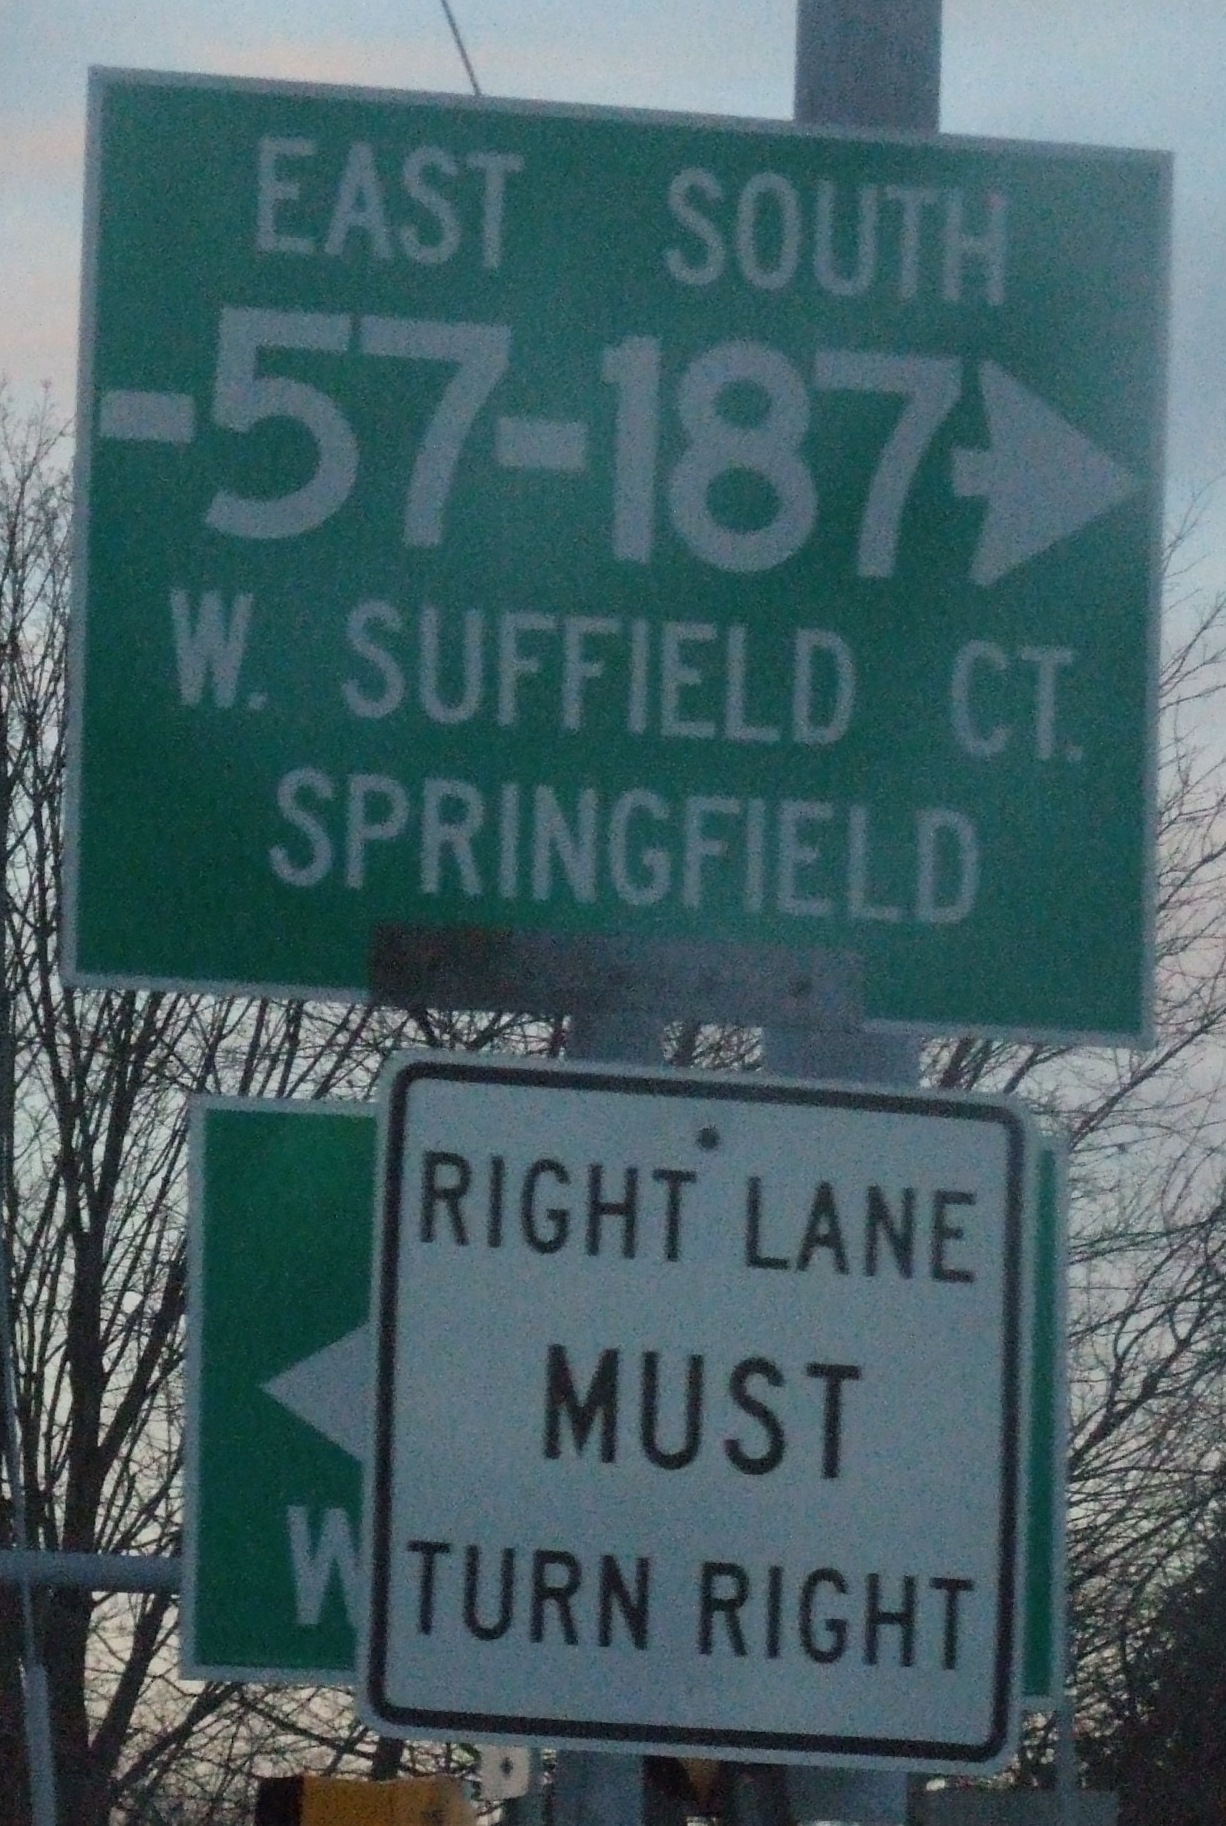 EAST SOUTH
-57-187
W. SUFFIELD CT.
SPRINGFIELD
RIGHT LANE
MUST
TURN RIGHT
W